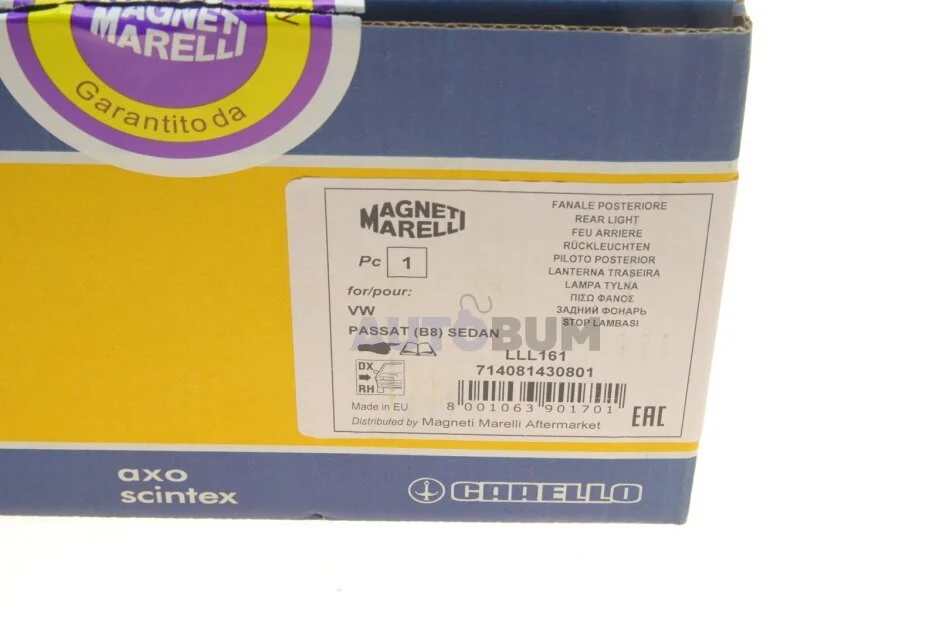 MAGNETI
MARELLI
Garantito da
MAGNETI
MARELLI
Pc 1
for/pour:
VW
PASSAT (B8) SEDAN
FANALE POSTERIORE
REAR LIGHT
FEU ARRIERE
RÜCKLEUCHTEN
PILOTO POSTERIOR
LANTERNA TRASEIRA
LAMPA TYLNA
ΠΙΣΩ ΦΑΝΟΣ
ЗАДНИЙ ФОНАРЬ
STOP LAMBASI
AUTOBUM
LLL161
714081430801
DX
RH
Made in EU
8 001063 901701
EAC
Distributed by Magneti Marelli Aftermarket
axo
scintex
CARELLO